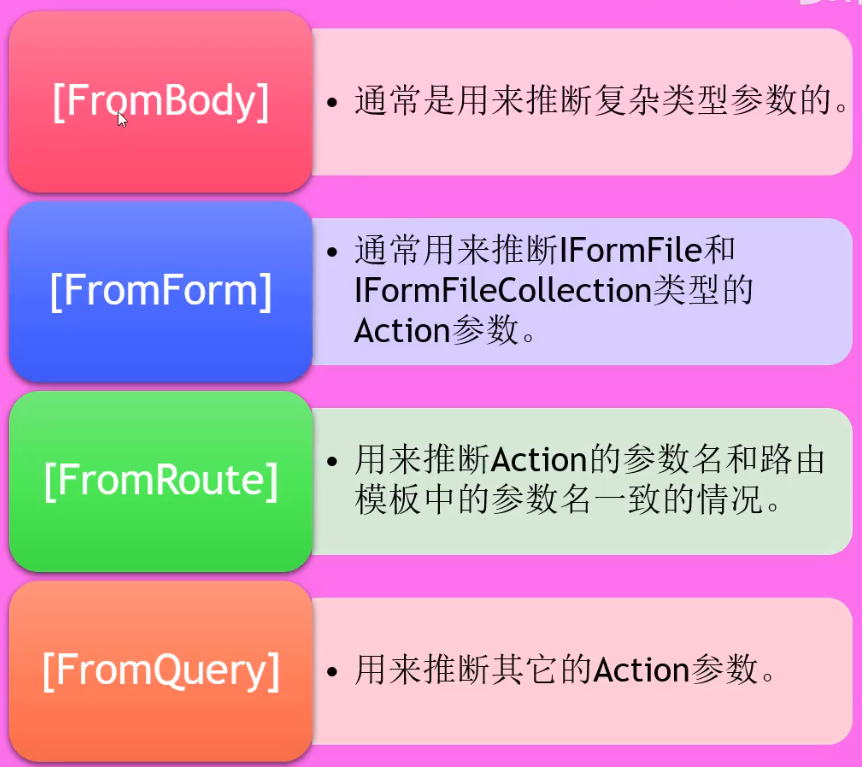 [FromBody]
• 通常是用来推断复杂类型参数的。
[FromForm]
• 通常用来推断IFormFile和
IFormFileCollection类型的
Action参数。
[FromRoute]
• 用来推断Action的参数名和路由
模板中的参数名一致的情况。
[FromQuery]
• 用来推断其它的Action参数。